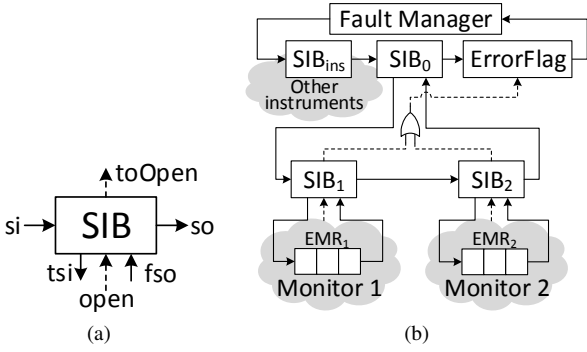 Fault Manager
SIBins
SIB0
ErrorFlag
Other
instruments
toOpen
si
SIB
so
tsi
fso
open
SIB1
SIB2
EMR1
EMR2
Monitor 1
Monitor 2
(a)
(b)